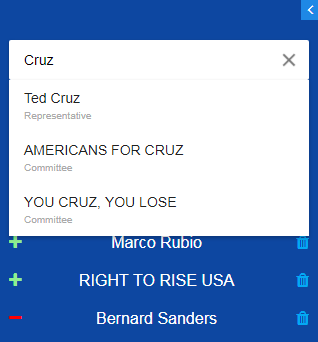 Cruz
Ted Cruz
Representative
AMERICANS FOR CRUZ
Committee
YOU CRUZ, YOU LOSE
Committee
Marco Rubio
RIGHT TO RISE USA
Bernard Sanders